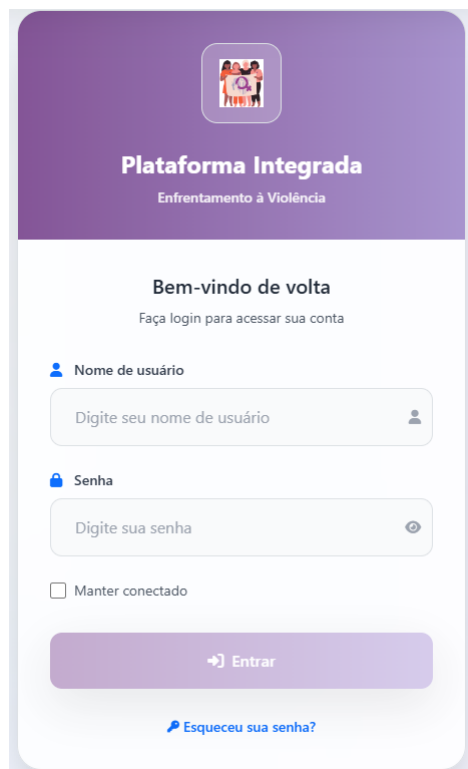 Plataforma Integrada
Enfrentamento à Violência
Bem-vindo de volta
Faça login para acessar sua conta
Nome de usuário
Digite seu nome de usuário
Senha
Digite sua senha
Manter conectado
Entrar
Esqueceu sua senha?